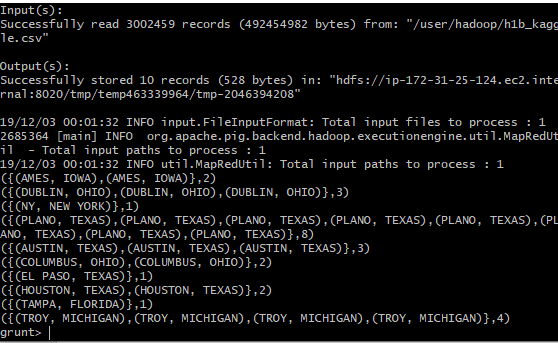 Input(s):
Successfully read 3002459 records (492454982 bytes) from: "/user/hadoop/h1b_kagg
le.csv"
Output(s):
Successfully stored 10 records (528 bytes) in: "hdfs://ip-172-31-25-124.ec2.inte
rnal:8020/tmp/temp463339964/tmp-2046394208"
19/12/03 00:01:32 INFO input.FileInputFormat: Total input files to process : 1
2685364 [main] INFO  org.apache.pig.backend.hadoop.executionengine.util.MapRedUt
il  - Total input paths to process : 1
19/12/03 00:01:32 INFO util.MapRedUtil: Total input paths to process : 1
({(AMES, IOWA),(AMES, IOWA)},2)
({(DUBLIN, OHIO),(DUBLIN, OHIO),(DUBLIN, OHIO)},3)
({(NY, NEW YORK)},1)
({(PLANO, TEXAS),(PLANO, TEXAS),(PLANO, TEXAS),(PLANO, TEXAS),(PLANO, TEXAS),(PL
ANO, TEXAS),(PLANO, TEXAS),(PLANO, TEXAS)},8)
({(AUSTIN, TEXAS),(AUSTIN, TEXAS),(AUSTIN, TEXAS)},3)
({(COLUMBUS, OHIO),(COLUMBUS, OHIO)},2)
({(EL PASO, TEXAS)},1)
({(HOUSTON, TEXAS),(HOUSTON, TEXAS)},2)
({(TAMPA, FLORIDA)},1)
({(TROY, MICHIGAN),(TROY, MICHIGAN),(TROY, MICHIGAN),(TROY, MICHIGAN)},4)
grunt>